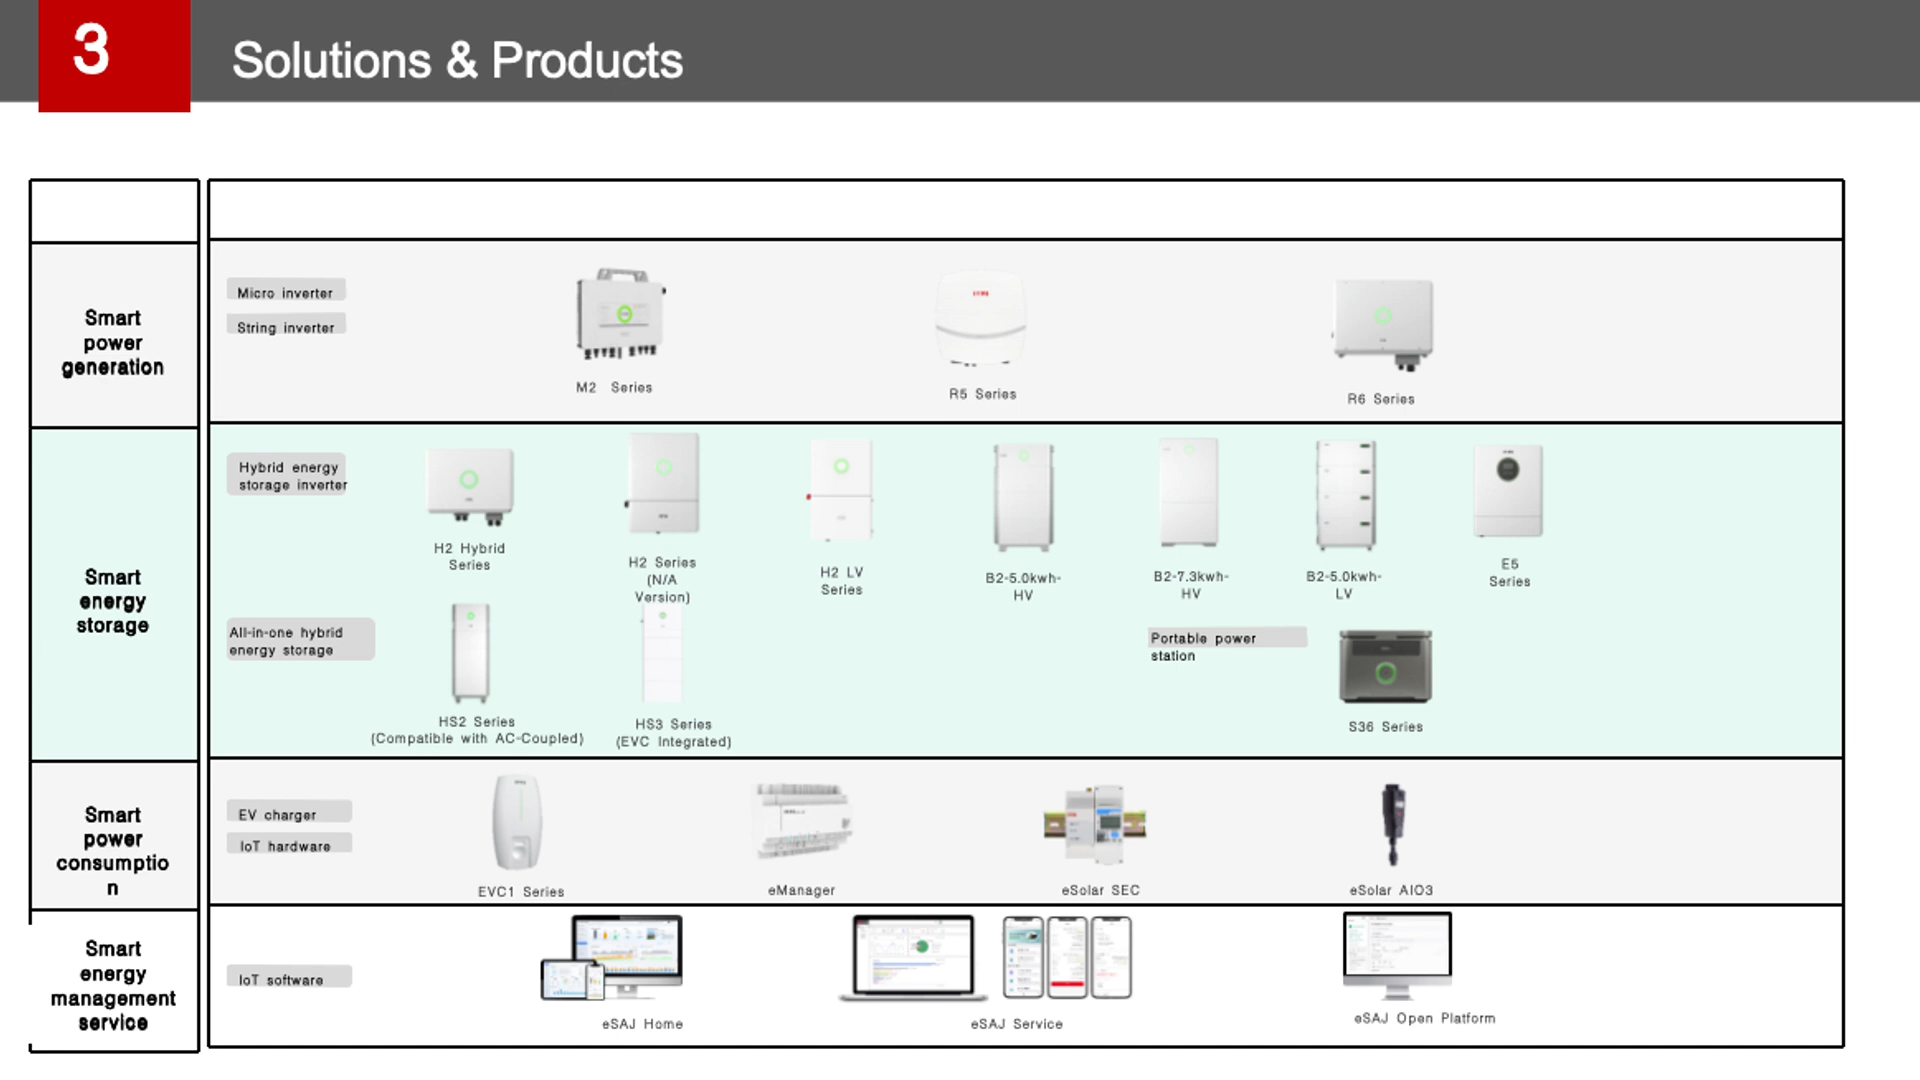 3
Solutions & Products
Smart
power
generation
Micro inverter
String inverter
M2 Series
R5 Series
R6 Series
Smart
energy
storage
Hybrid energy
storage inverter
H2 Hybrid
Series
H2 Series
(N/A
Version)
H2 LV
Series
B2-5.0kwh-
HV
B2-7.3kwh-
HV
B2-5.0kwh-
LV
E5
Series
All-in-one hybrid
energy storage
HS2 Series
(Compatible with AC-Coupled)
HS3 Series
(EVC Integrated)
Portable power
station
S36 Series
Smart
power
consumptio
n
EV charger
IoT hardware
EVC1 Series
eManager
eSolar SEC
eSolar AIO3
Smart
energy
management
service
IoT software
eSAJ Home
eSAJ Service
eSAJ Open Platform